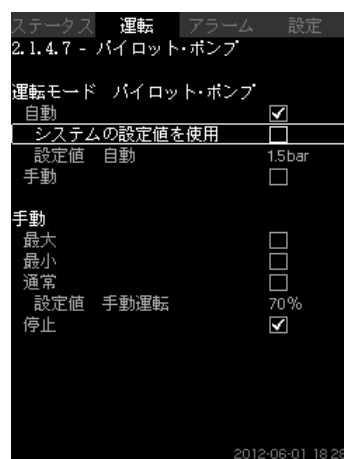 ステータス 運転 アラーム 設定
2.1.4.7 - パイロット・ポンプ
運転モード パイロット・ポンプ
自動
システムの設定値を使用
設定値 自動 1.5bar
手動
手動
最大
最小
通常
設定値 手動運転 70%
停止
2012-06-01 18:28